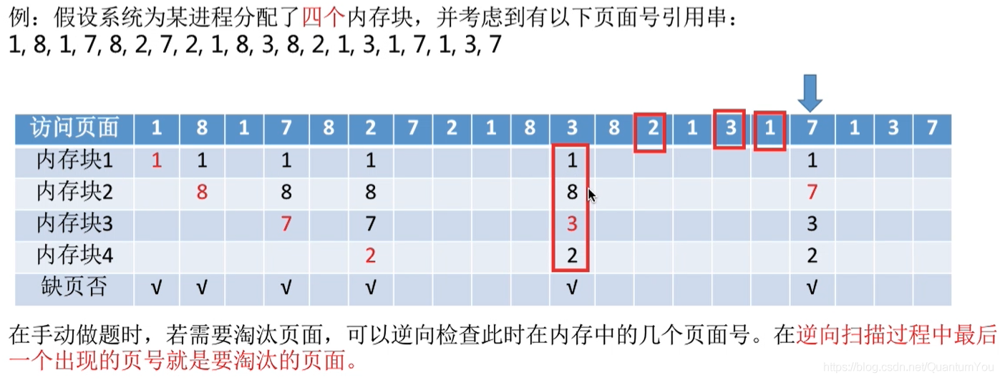 例：假设系统为某进程分配了四个内存块，并考虑到有以下页面号引用串：
1, 8, 1, 7, 8, 2, 7, 2, 1, 8, 3, 8, 2, 1, 3, 1, 7, 1, 3, 7
访问页面 1 8 1 7 8 2 7 2 1 8 3 8 2 1 3 1 7 1 3 7
内存块1 1 1 1 1 1 1
内存块2 8 8 8 8 7
内存块3 7 7 3 3
内存块4 2 2 2
缺页否 √ √ √ √ √ √
在手动做题时，若需要淘汰页面，可以逆向检查此时在内存中的几个页面号。在逆向扫描过程中最后
一个出现的页号就是要淘汰的页面。
https://blog.csdn.net/QuantumYou